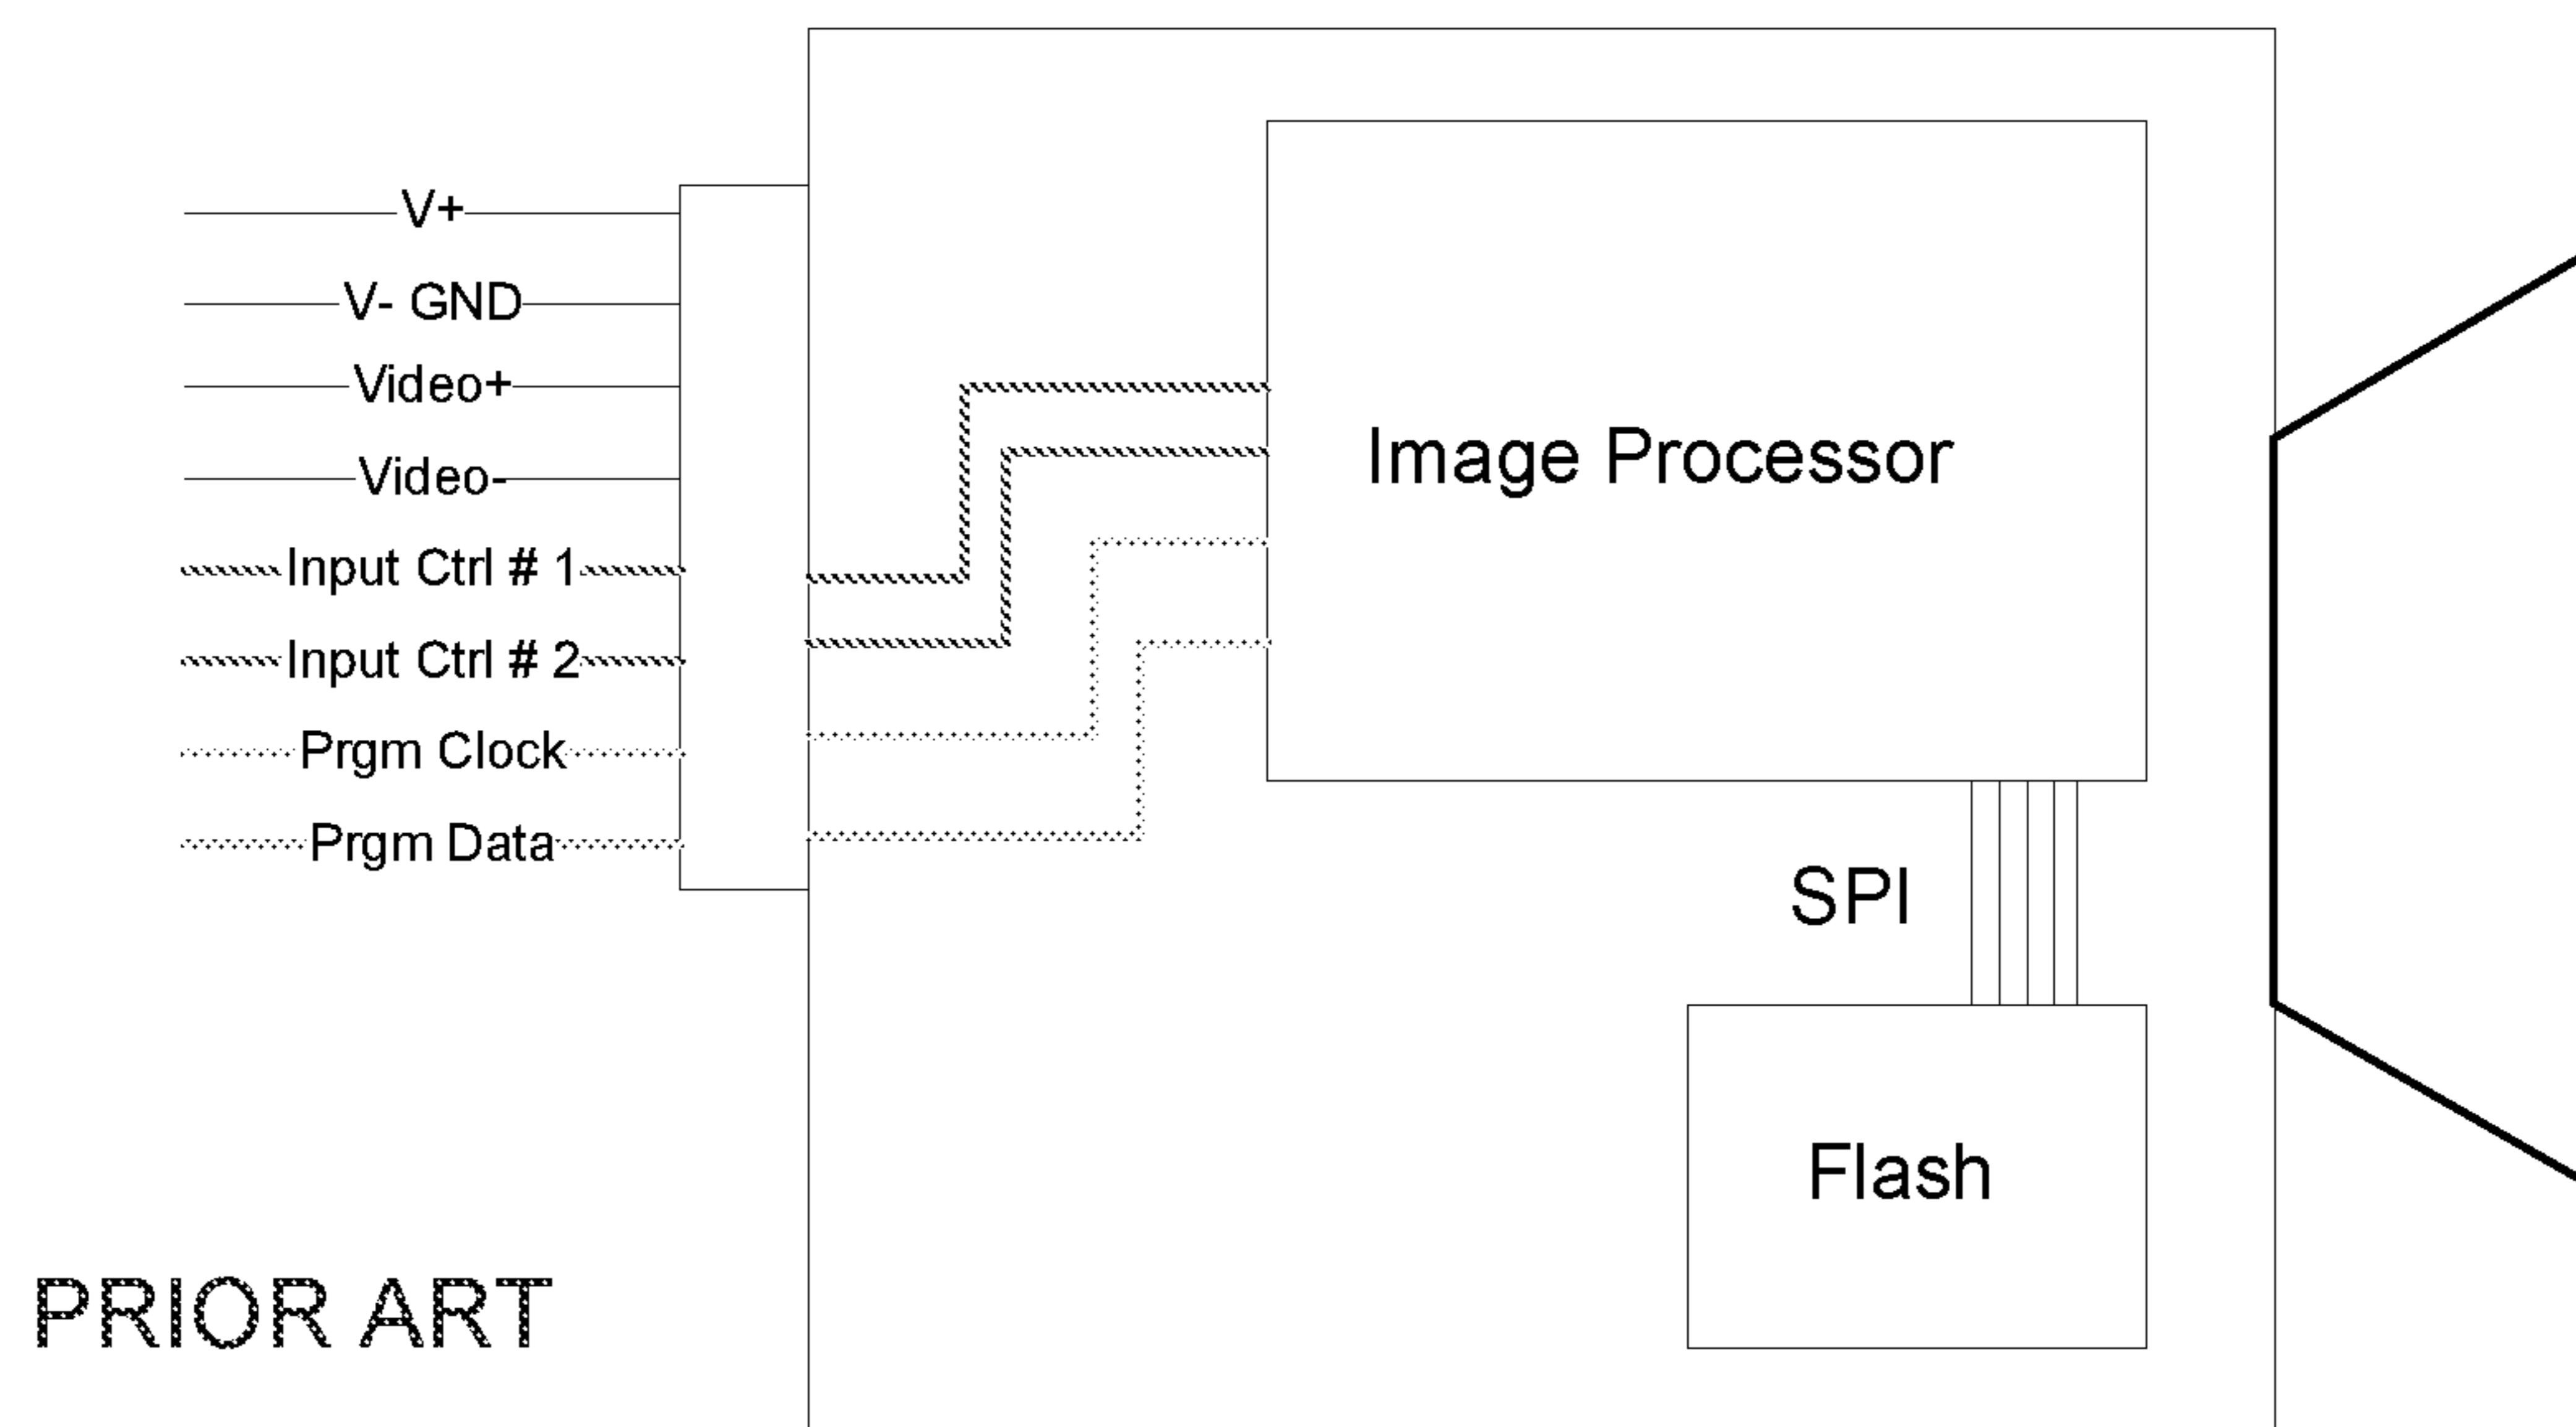 V+
V- GND
Video+
Video-
Input Ctrl # 1
Input Ctrl # 2
Prgm Clock
Prgm Data
Image Processor
SPI
Flash
PRIOR ART